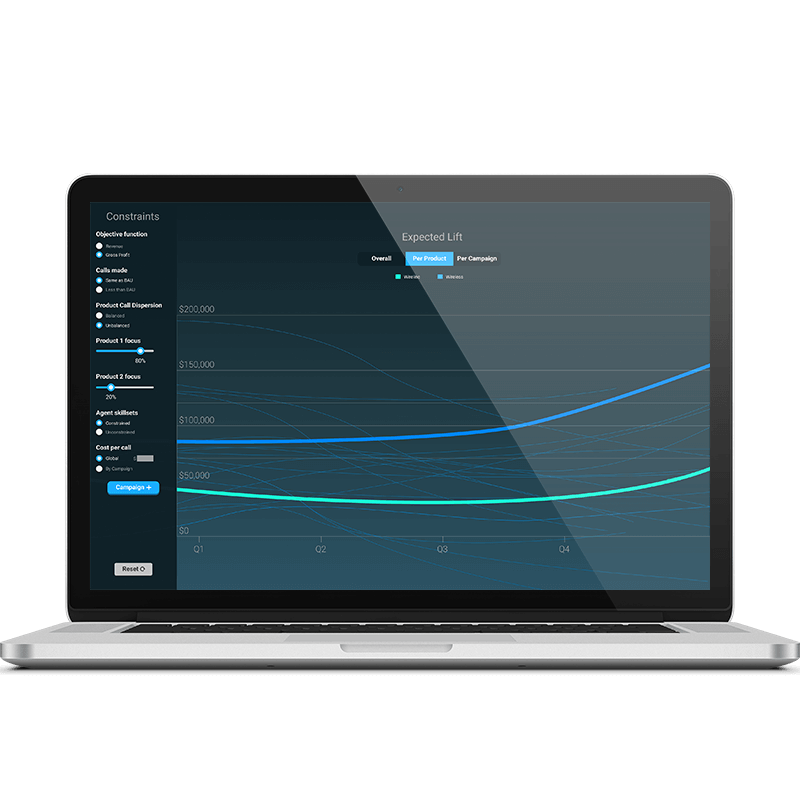 Constraints
Objective function
Revenue
Gross Profit
Calls made
Same as BAU
Less than BAU
Product Call Dispersion
Balanced
Unbalanced
Product 1 focus
80%
Product 2 focus
20%
Agent skillsets
Constrained
Unconstrained
Cost per call
Global $
By Campaign
Campaign +
Reset
Expected Lift
Overall Per Product Per Campaign
Wireline Wireless
$200,000
$150,000
$100,000
$50,000
$0
Q1 Q2 Q3 Q4